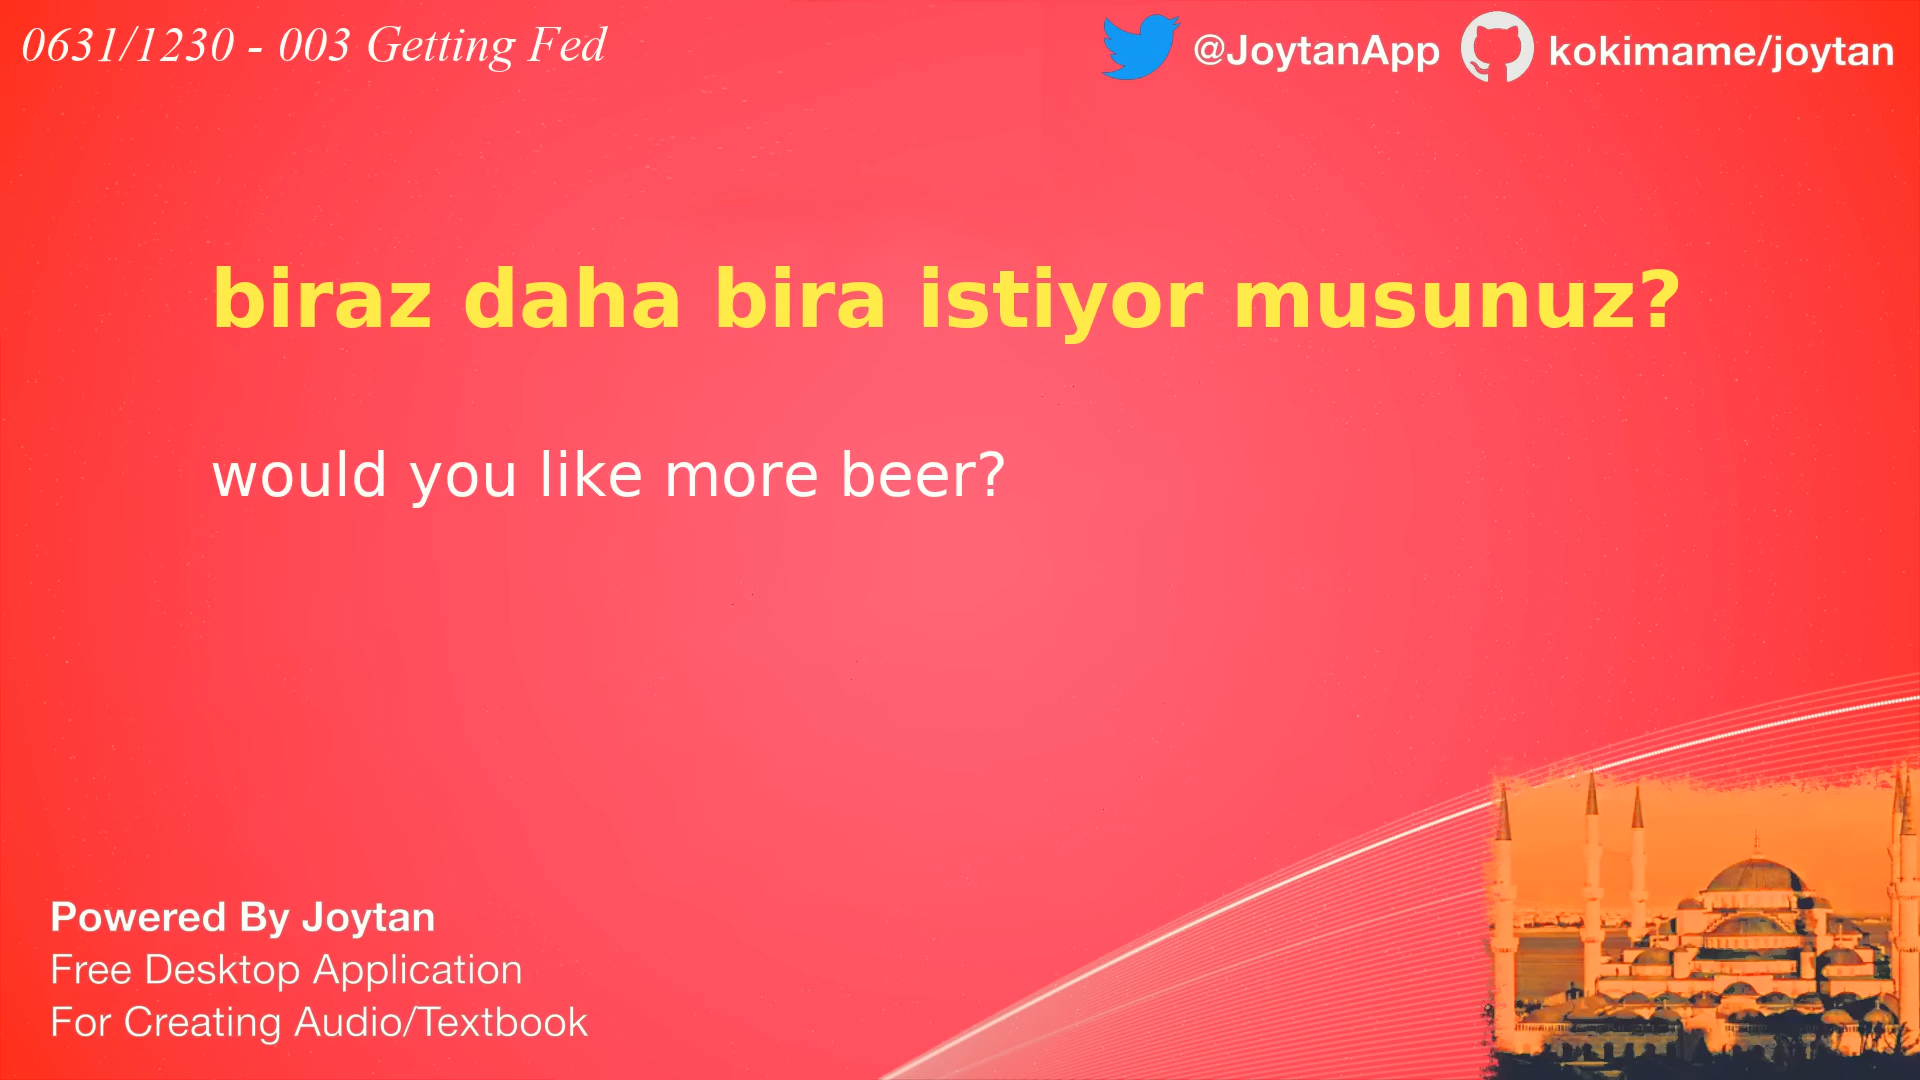 0631/1230 - 003 Getting Fed
@JoytanApp
kokimame/joytan
biraz daha bira istiyor musunuz?
would you like more beer?
Powered By Joytan
Free Desktop Application
For Creating Audio/Textbook